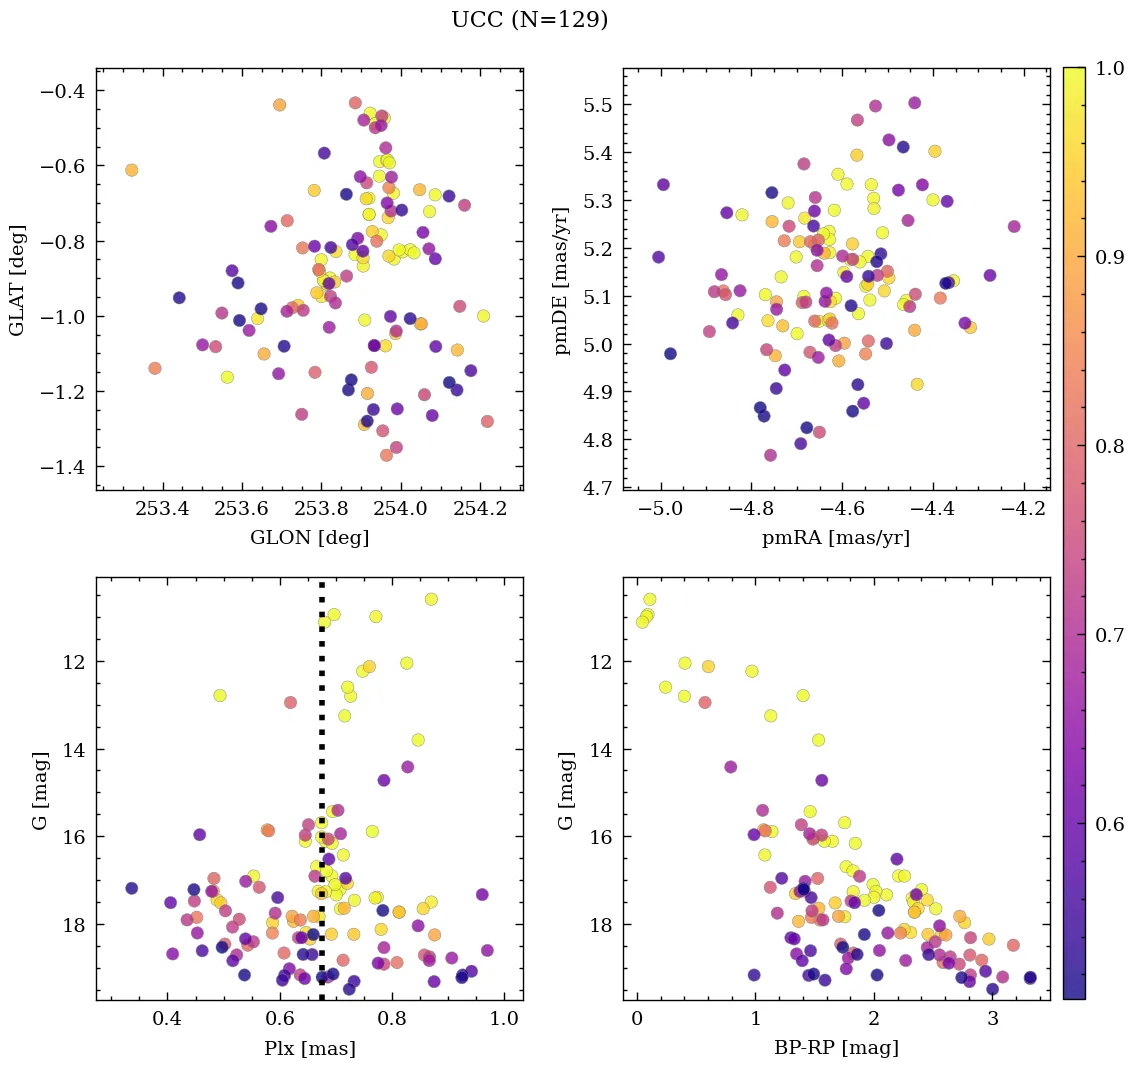 UCC (N=129)
−0.4
−0.6
−0.8
−1.0
−1.2
−1.4
GLAT [deg]
253.4 253.6 253.8 254.0 254.2
GLON [deg]
5.5
5.4
5.3
5.2
5.1
5.0
4.9
4.8
4.7
pmDE [mas/yr]
−5.0 −4.8 −4.6 −4.4 −4.2
pmRA [mas/yr]
12
14
16
18
G [mag]
0.4 0.6 0.8 1.0
Plx [mas]
12
14
16
18
G [mag]
0 1 2 3
BP-RP [mag]
1.0
0.9
0.8
0.7
0.6